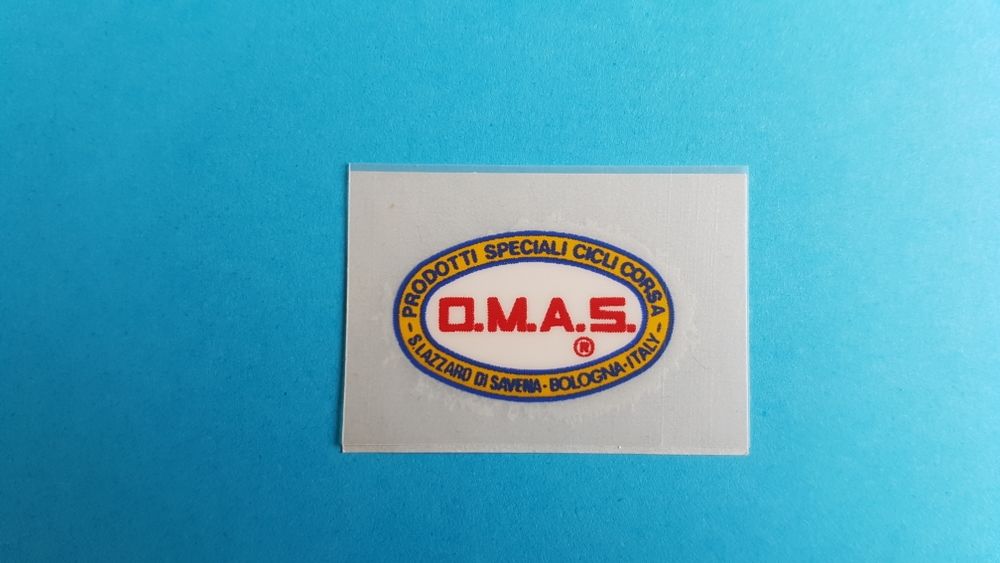 - PRODOTTI SPECIALI CICLI CORSA -
O.M.A.S.
®
S.LAZZARO DI SAVENA · BOLOGNA · ITALY